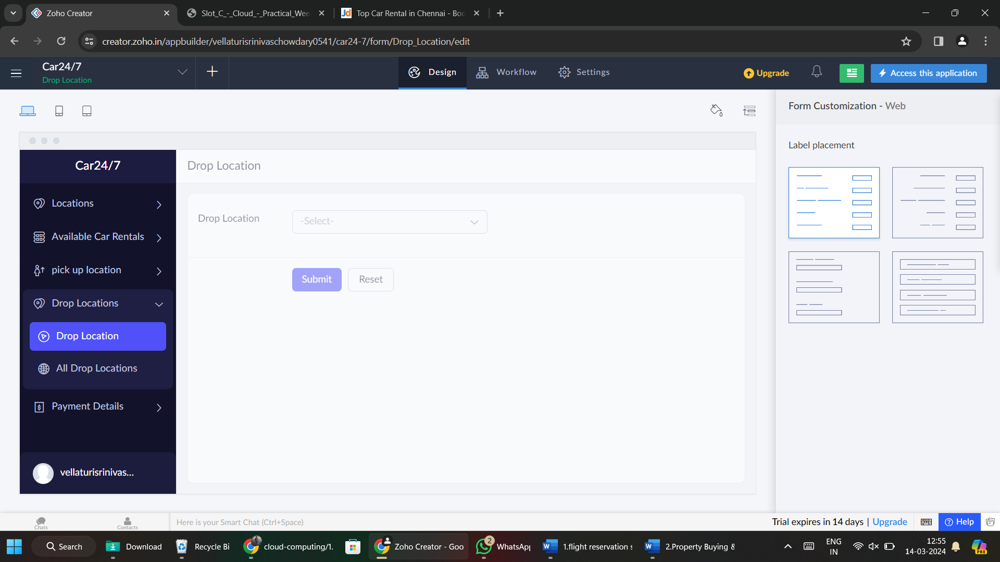 Zoho Creator
Slot_C_-_Cloud_-_Practical_Wee
Jd Top Car Rental in Chennai - Boo
creator.zoho.in/appbuilder/vellaturisrinivaschowdary0541/car24-7/form/Drop_Location/edit
Car24/7
Drop Location
Design
Workflow
Settings
Upgrade
Access this application
Form Customization - Web
Label placement
Car24/7
Locations
Available Car Rentals
pick up location
Drop Locations
Drop Location
All Drop Locations
Payment Details
vellaturisrinivas...
Drop Location
Drop Location
-Select-
Submit
Reset
Chats
Contacts
Here is your Smart Chat (Ctrl+Space)
Trial expires in 14 days | Upgrade
Help
Search
Download
Recycle Bi
cloud-computing/1.
Zoho Creator - Goo
2
WhatsApp
W
1.flight reservation s
W
2.Property Buying &
ENG
IN
12:55
14-03-2024
PRE